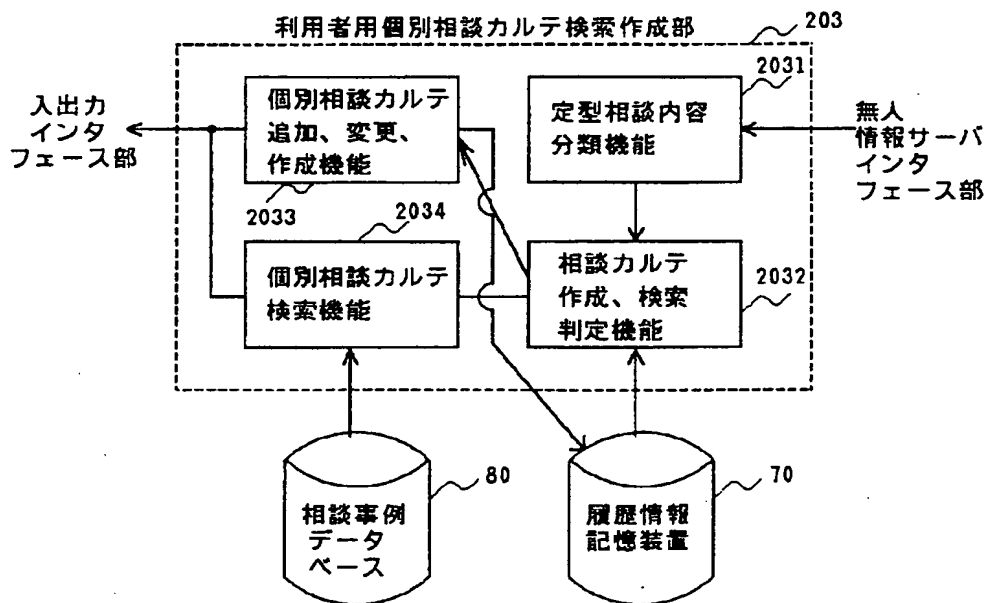 利用者用個別相談カルテ検索作成部
203
2031
入出力
インタ
フェース部
個別相談カルテ
追加、変更、
作成機能
定型相談内容
分類機能
無人
情報サーバ
インタ
フェース部
2033
2034
個別相談カルテ
検索機能
相談カルテ
作成、検索
判定機能
2032
80
相談事例
データ
ベース
70
履歴情報
記憶装置